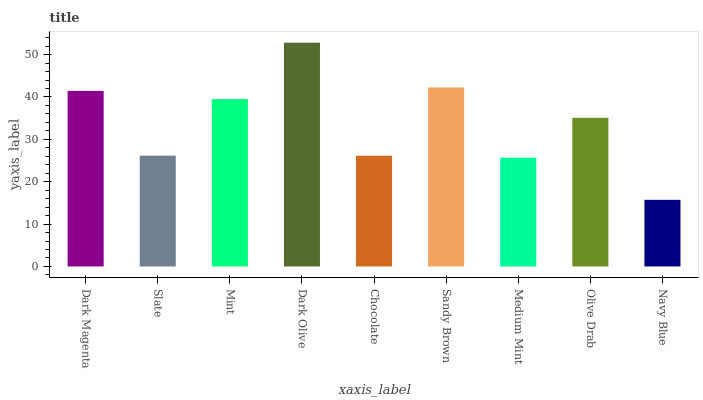 title
yaxis_label
50
40
30
20
10
0
Dark Magenta
Slate
Mint
Dark Olive
Chocolate
Sandy Brown
Medium Mint
Olive Drab
Navy Blue
xaxis_label